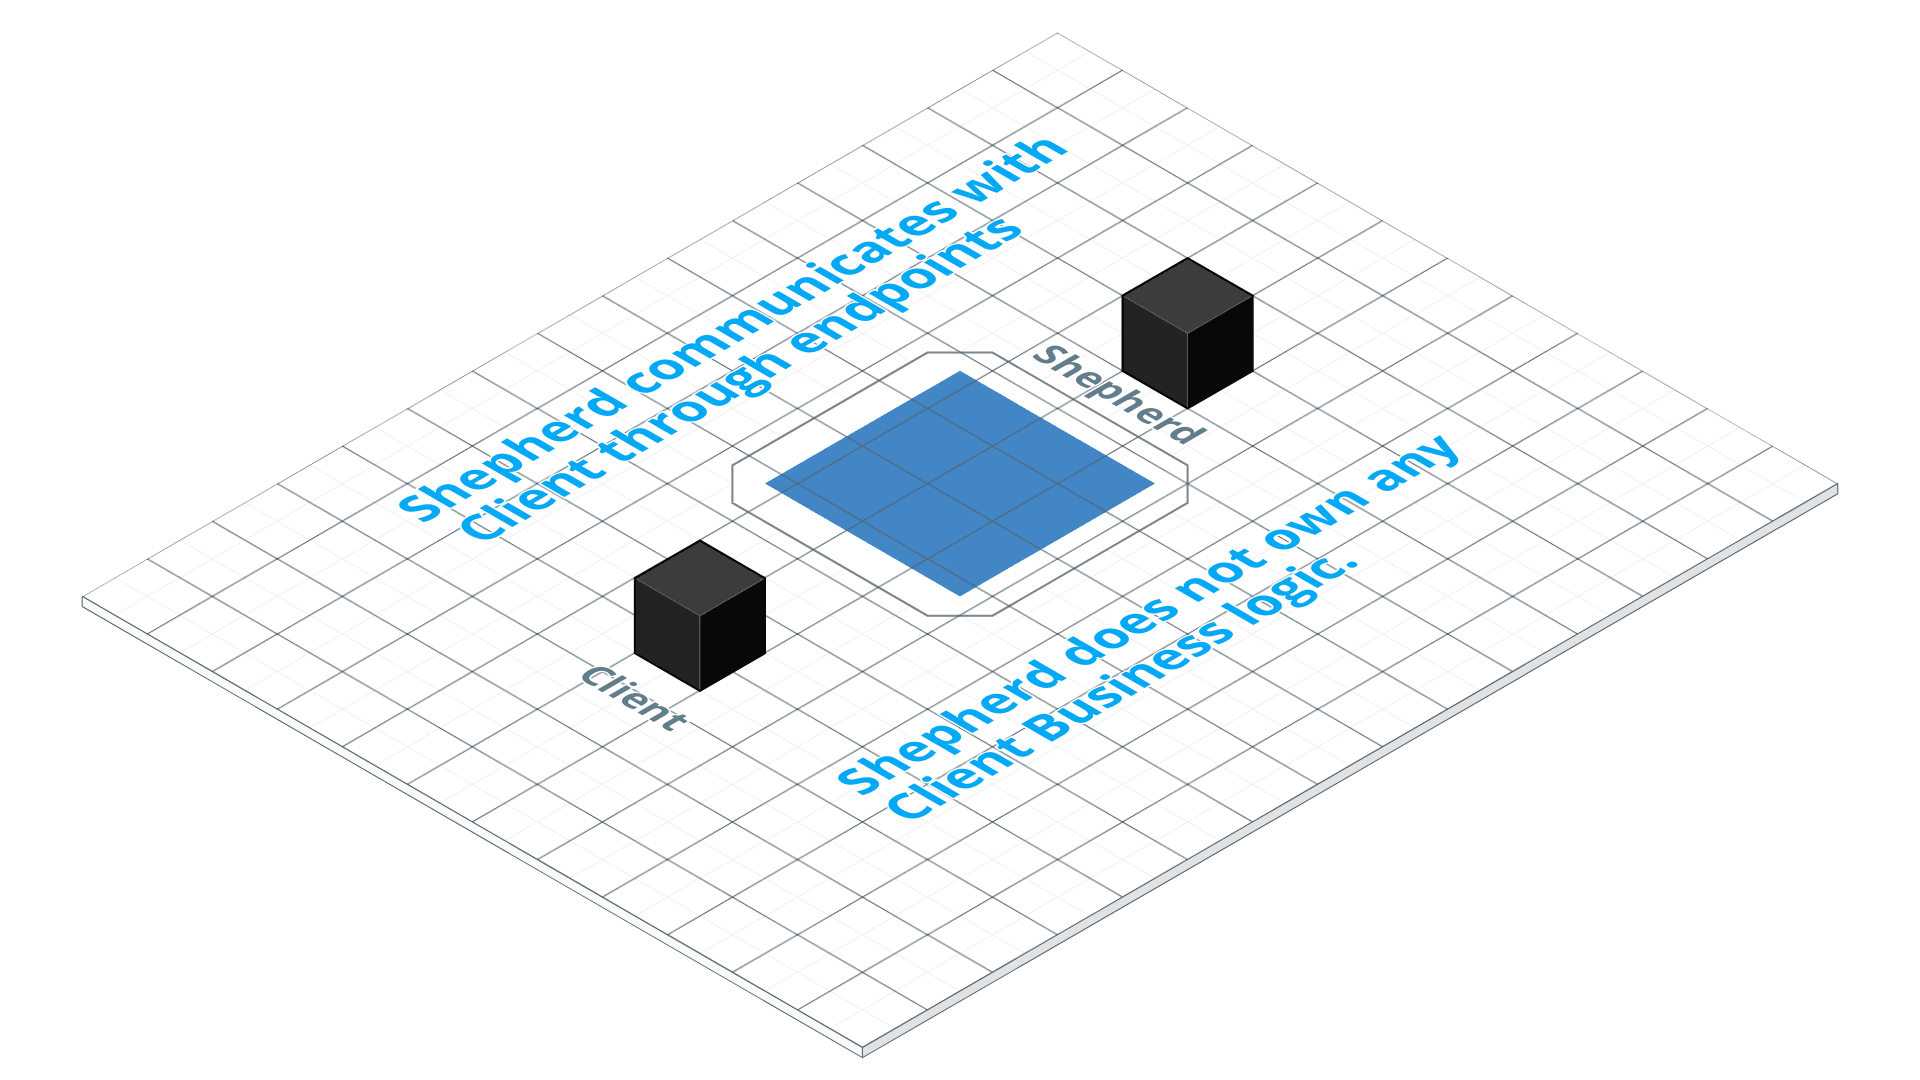 Shepherd communicates with
Client through endpoints
Shepherd
Client
Shepherd does not own any
Client Business logic.